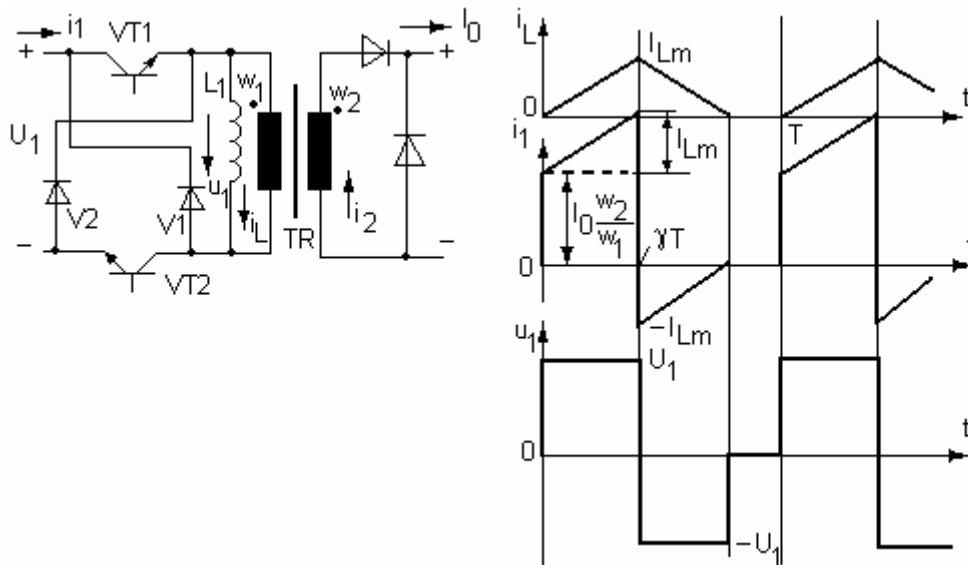 i1 VT1 I0
+ +
L1 w1 w2
U1
u1
V2 V1 iL TR i2
− −
VT2
iL ILm
0 t
T
i1 ILm
I0 w2/w1
0 γT
−ILm
u1
U1
0 t
−U1